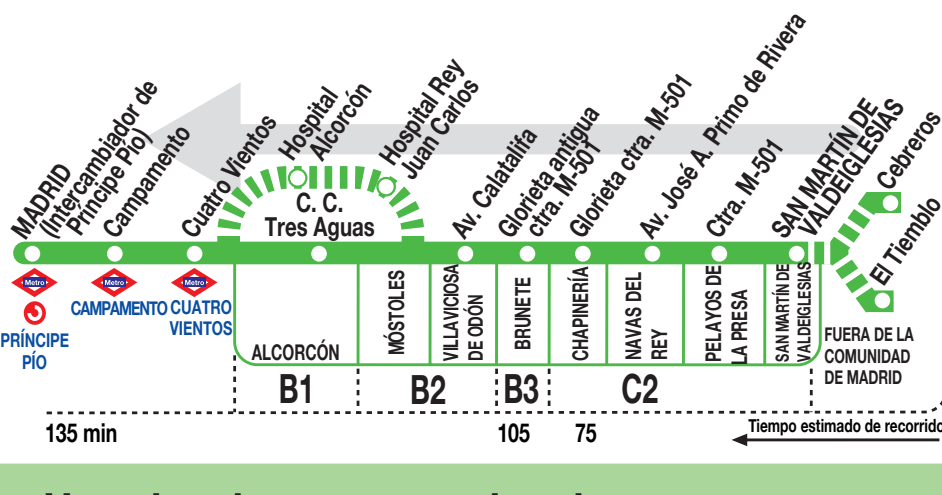 MADRID
(Intercambiador de
Príncipe Pío)
Campamento
Cuatro Vientos
Hospital
Alcorcón
Hospital Rey
Juan Carlos
C. C.
Tres Aguas
Av. Calatalifa
Glorieta antigua
ctra. M-501
Glorieta ctra. M-501
Av. José A. Primo de Rivera
Ctra. M-501
SAN MARTÍN DE
VALDEIGLESIAS
Cebreros
El Tiemblo
Metro
Metro
Metro
PRÍNCIPE
PÍO
CAMPAMENTO
CUATRO
VIENTOS
ALCORCÓN
MÓSTOLES
VILLAVICIOSA
DE ODÓN
BRUNETE
CHAPINERÍA
NAVAS DEL
REY
PELAYOS DE
LA PRESA
SAN MARTÍN DE
VALDEIGLESIAS
FUERA DE LA
COMUNIDAD
DE MADRID
B1
B2
B3
C2
135 min
105
75
Tiempo estimado de recorrido